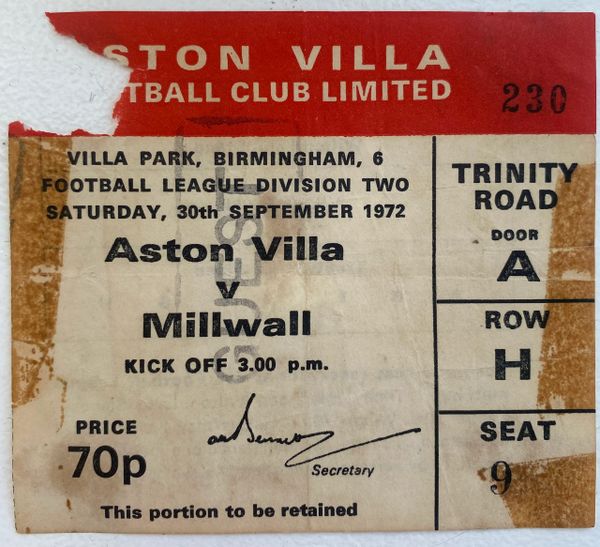 STON VILLA
TBALL CLUB LIMITED
230
VILLA PARK, BIRMINGHAM, 6
FOOTBALL LEAGUE DIVISION TWO
SATURDAY, 30th SEPTEMBER 1972
Aston Villa
v
Millwall
KICK OFF 3.00 p.m.
GUEST
PRICE
70p
Secretary
This portion to be retained
TRINITY
ROAD
DOOR
A
ROW
H
SEAT
9